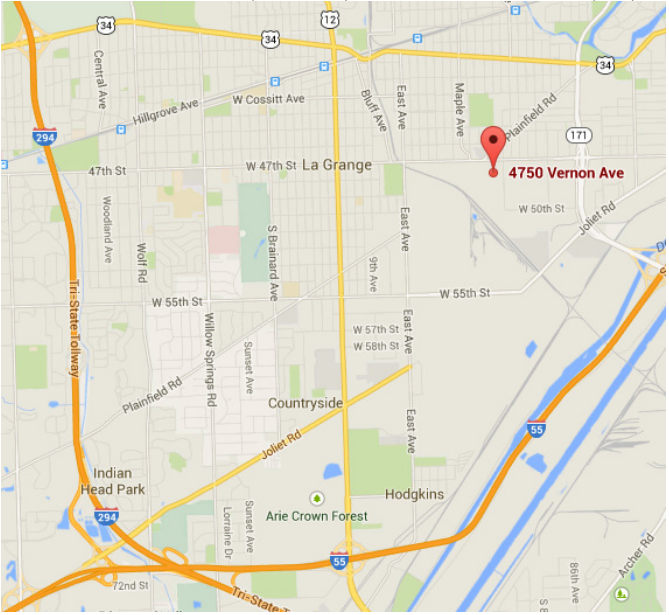 34
34
12
34
Central Ave
Hillgrove Ave
W Cossitt Ave
Bluff Ave
East Ave
Maple Ave
Plainfield Rd
171
294
47th St
W 47th St
La Grange
4750 Vernon Ave
Woodland Ave
Wolf Rd
S Brainard Ave
East Ave
W 50th St
Joliet Rd
9th Ave
Tri-State Tollway
W 55th St
W 55th St
Willow Springs Rd
Sunset Ave
W 57th St
W 58th St
East Ave
Plainfield Rd
Countryside
East Ave
55
Joliet Rd
Indian
Head Park
Hodgkins
294
Sunset Ave
Lorraine Dr
Arie Crown Forest
55
Archer Rd
72nd St
Tri-State T
86th Ave
S 8